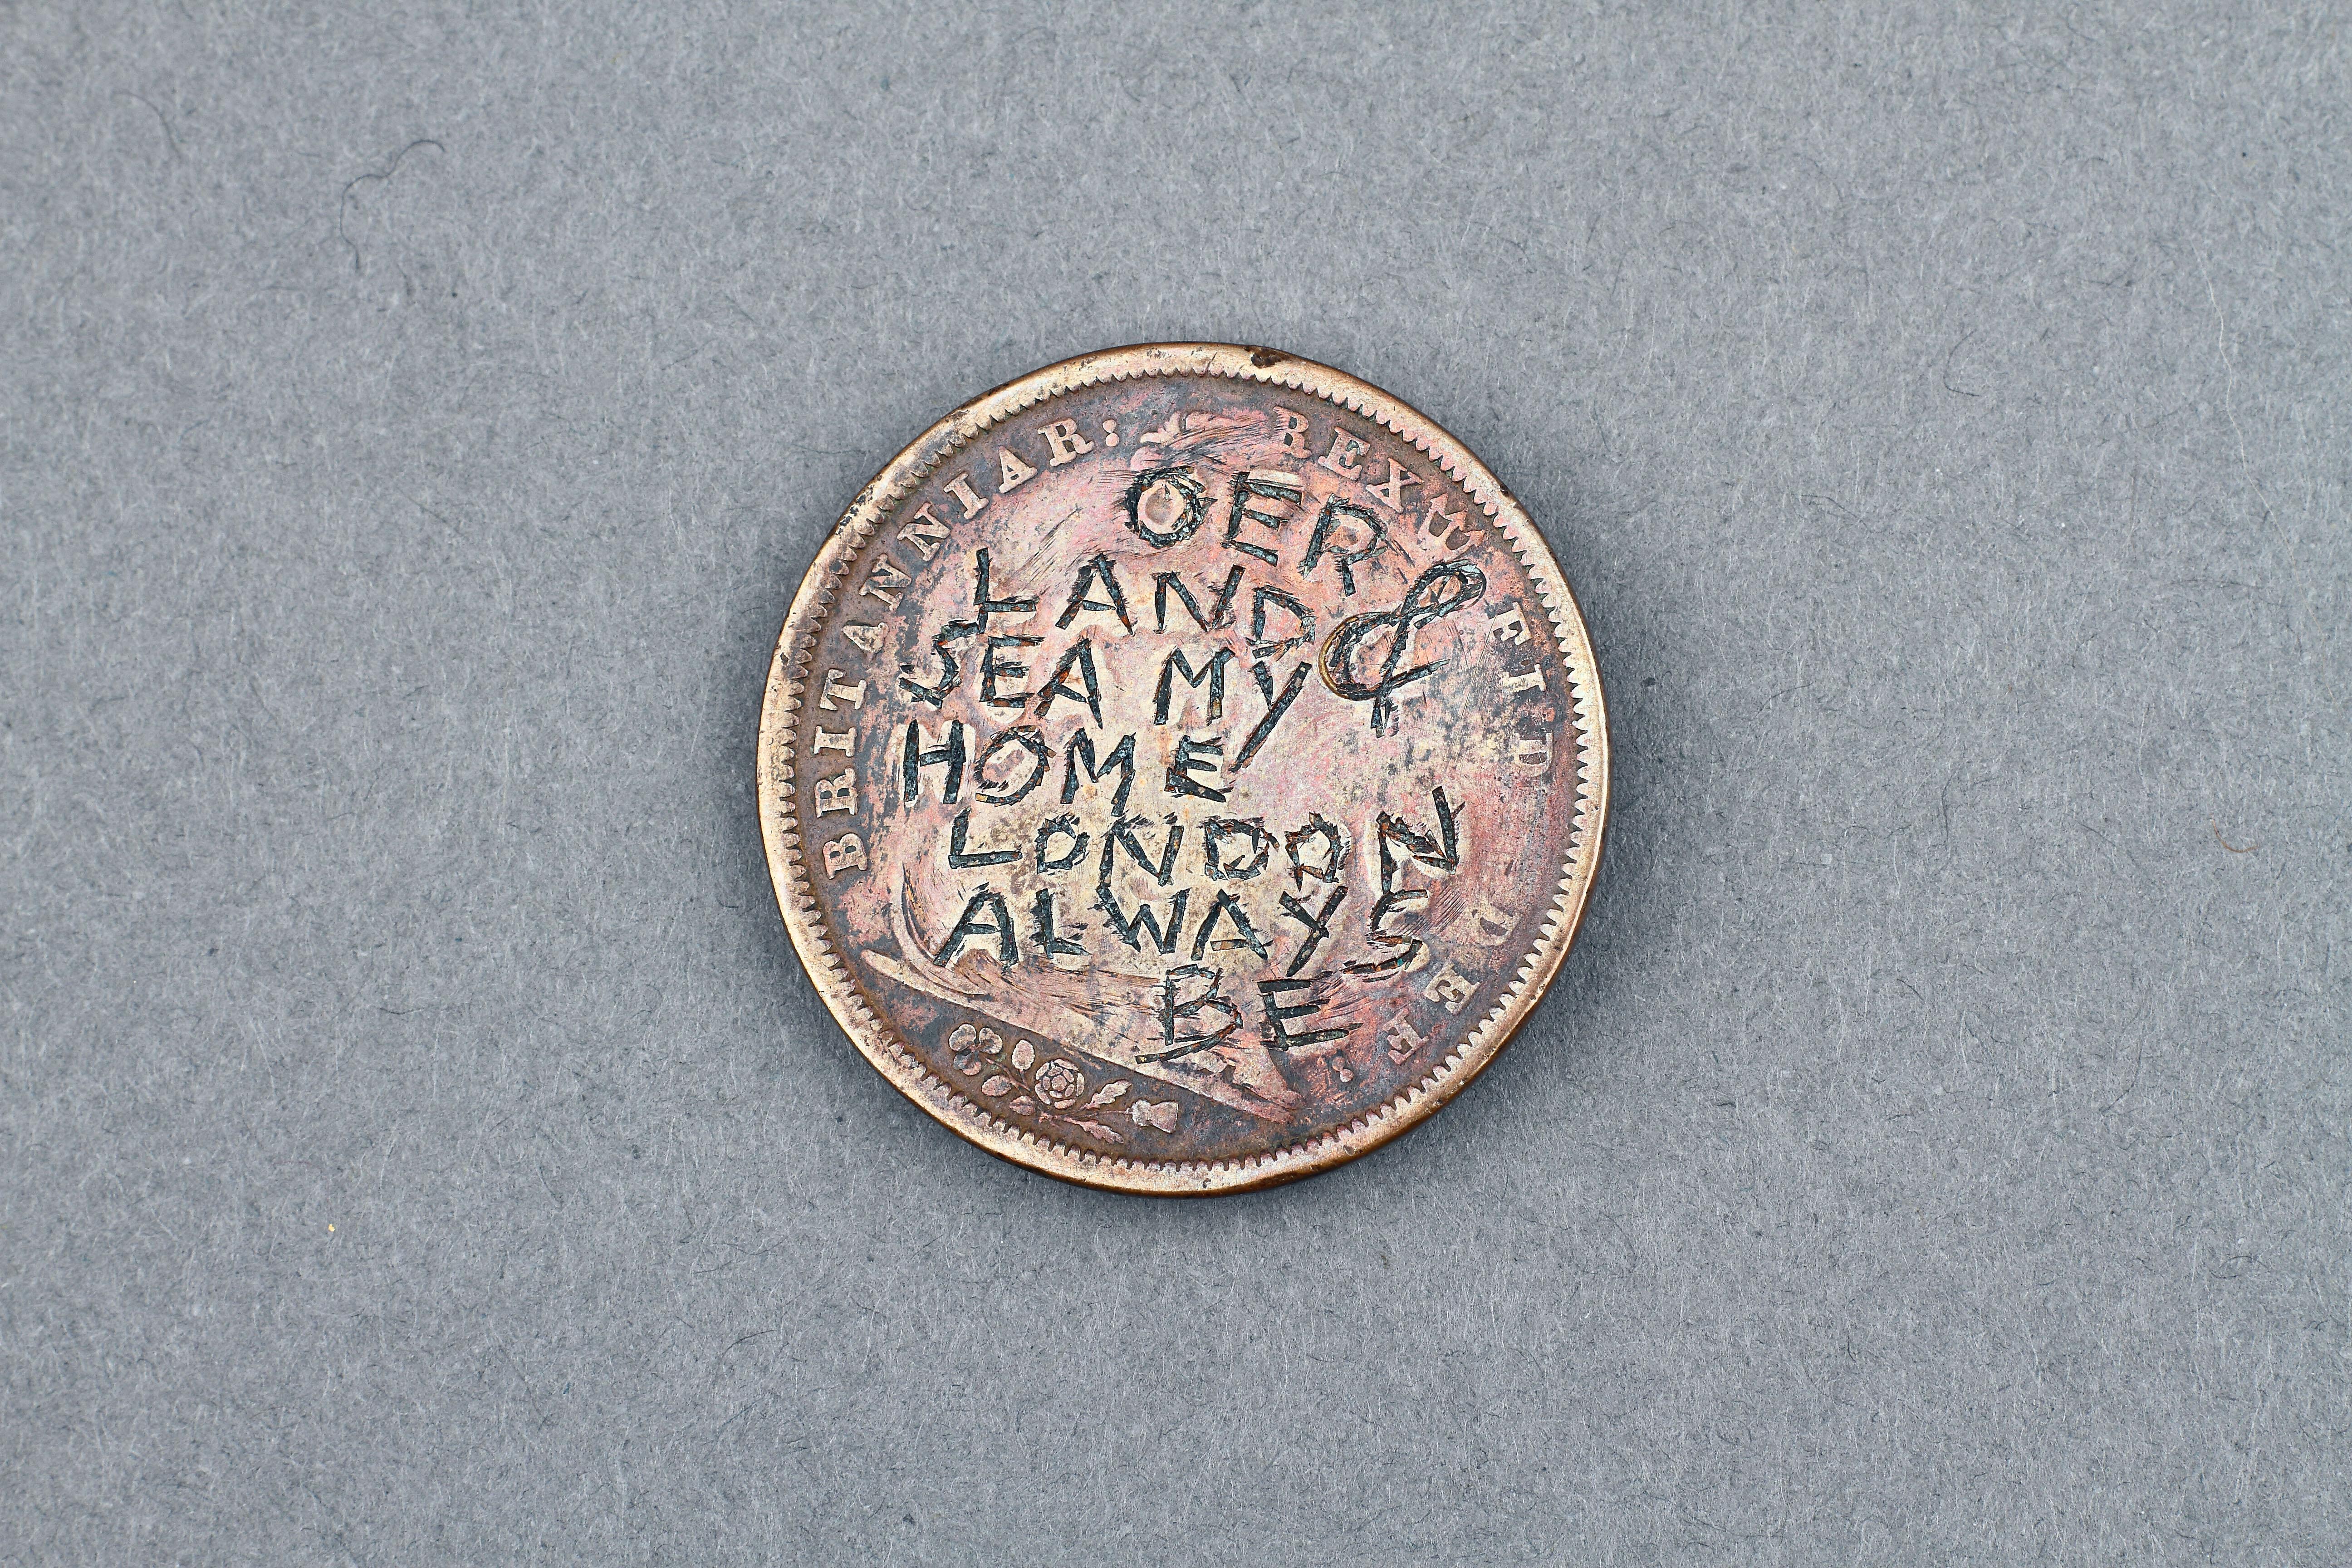 BRITANNIAR: REX FID: DEF:
OER
LAND &
SEA MY
HOME
LONDON
ALWAYS
BE